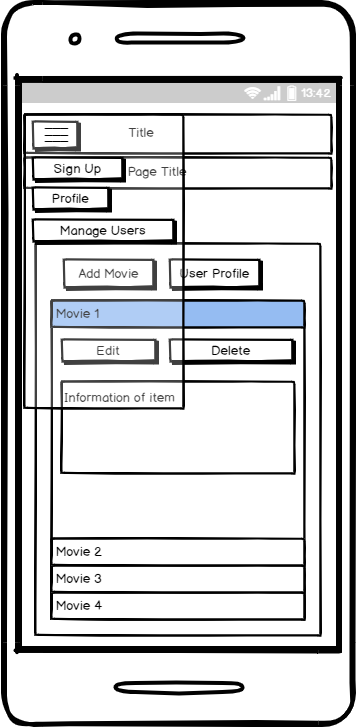 13:42
Title
Sign Up
Page Title
Profile
Manage Users
Add Movie
User Profile
Movie 1
Edit
Delete
Information of item
Movie 2
Movie 3
Movie 4